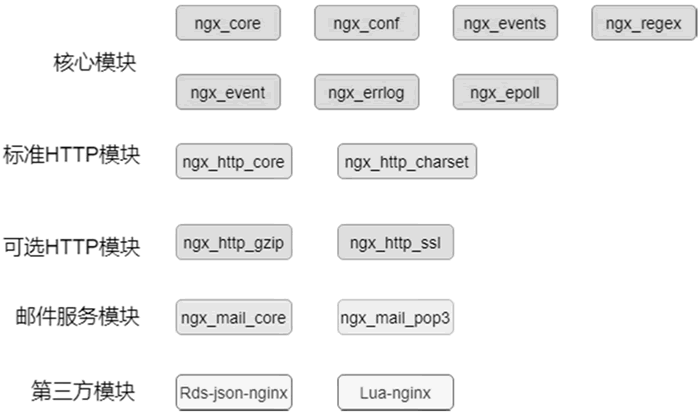 核心模块
ngx_core ngx_conf ngx_events ngx_regex
ngx_event ngx_errlog ngx_epoll
标准HTTP模块 ngx_http_core ngx_http_charset
可选HTTP模块 ngx_http_gzip ngx_http_ssl
邮件服务模块 ngx_mail_core ngx_mail_pop3
第三方模块 Rds-json-nginx Lua-nginx